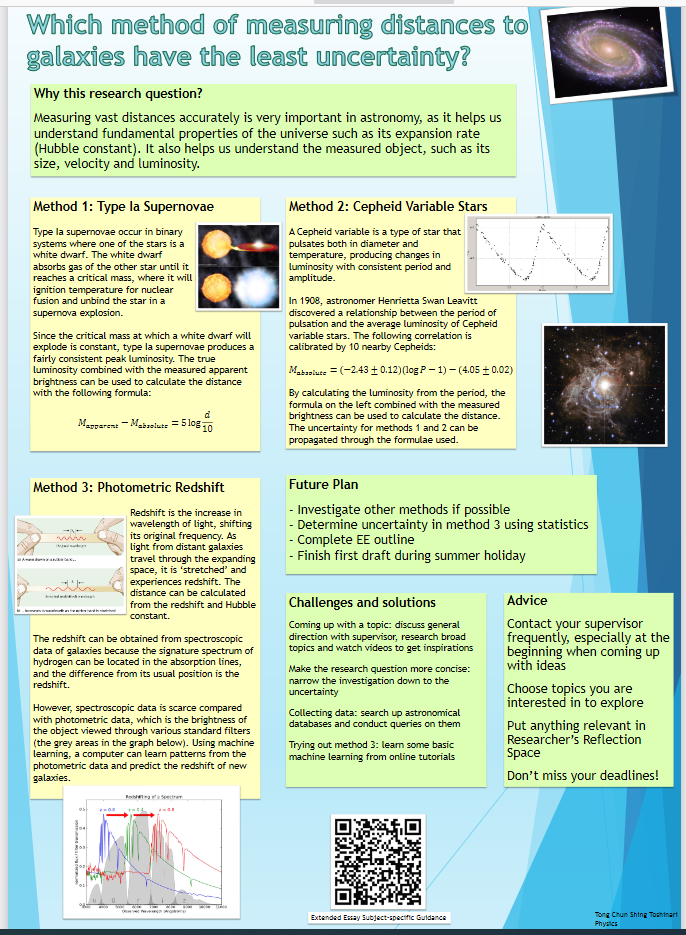 Which method of measuring distances to
galaxies have the least uncertainty?
Why this research question?
Measuring vast distances accurately is very important in astronomy, as it helps us
understand fundamental properties of the universe such as its expansion rate
(Hubble constant). It also helps us understand the measured object, such as its
size, velocity and luminosity.
Method 1: Type Ia Supernovae
Type Ia supernovae occur in binary
systems where one of the stars is a
white dwarf. The white dwarf
absorbs gas of the other star until it
reaches a critical mass, where it will
ignition temperature for nuclear
fusion and unbind the star in a
supernova explosion.
Since the critical mass at which a white dwarf will
explode is constant, type Ia supernovae produces a
fairly consistent peak luminosity. The true
luminosity combined with the measured apparent
brightness can be used to calculate the distance
with the following formula:
M_apparent − M_absolute = 5 log d/10
Method 2: Cepheid Variable Stars
A Cepheid variable is a type of star that
pulsates both in diameter and
temperature, producing changes in
luminosity with consistent period and
amplitude.
In 1908, astronomer Henrietta Swan Leavitt
discovered a relationship between the period of
pulsation and the average luminosity of Cepheid
variable stars. The following correlation is
calibrated by 10 nearby Cepheids:
M_absolute = (−2.43 ± 0.12)(log P − 1) − (4.05 ± 0.02)
By calculating the luminosity from the period, the
formula on the left combined with the measured
brightness can be used to calculate the distance.
The uncertainty for methods 1 and 2 can be
propagated through the formulae used.
Method 3: Photometric Redshift
Redshift is the increase in
wavelength of light, shifting
its original frequency. As
light from distant galaxies
travel through the expanding
space, it is ‘stretched’ and
experiences redshift. The
distance can be calculated
from the redshift and Hubble
constant.
The redshift can be obtained from spectroscopic
data of galaxies because the signature spectrum of
hydrogen can be located in the absorption lines,
and the difference from its usual position is the
redshift.
However, spectroscopic data is scarce compared
with photometric data, which is the brightness of
the object viewed through various standard filters
(the grey areas in the graph below). Using machine
learning, a computer can learn patterns from the
photometric data and predict the redshift of new
galaxies.
Redshifting of a Spectrum
z = 0.0
z = 0.4
z = 0.8
u g r i z
Observed Wavelength (Angstroms)
Future Plan
- Investigate other methods if possible
- Determine uncertainty in method 3 using statistics
- Complete EE outline
- Finish first draft during summer holiday
Challenges and solutions
Coming up with a topic: discuss general
direction with supervisor, research broad
topics and watch videos to get inspirations
Make the research question more concise:
narrow the investigation down to the
uncertainty
Collecting data: search up astronomical
databases and conduct queries on them
Trying out method 3: learn some basic
machine learning from online tutorials
Advice
Contact your supervisor
frequently, especially at the
beginning when coming up
with ideas
Choose topics you are
interested in to explore
Put anything relevant in
Researcher’s Reflection
Space
Don’t miss your deadlines!
Extended Essay Subject-specific Guidance
Tong Chun Shing Toshinari
Physics